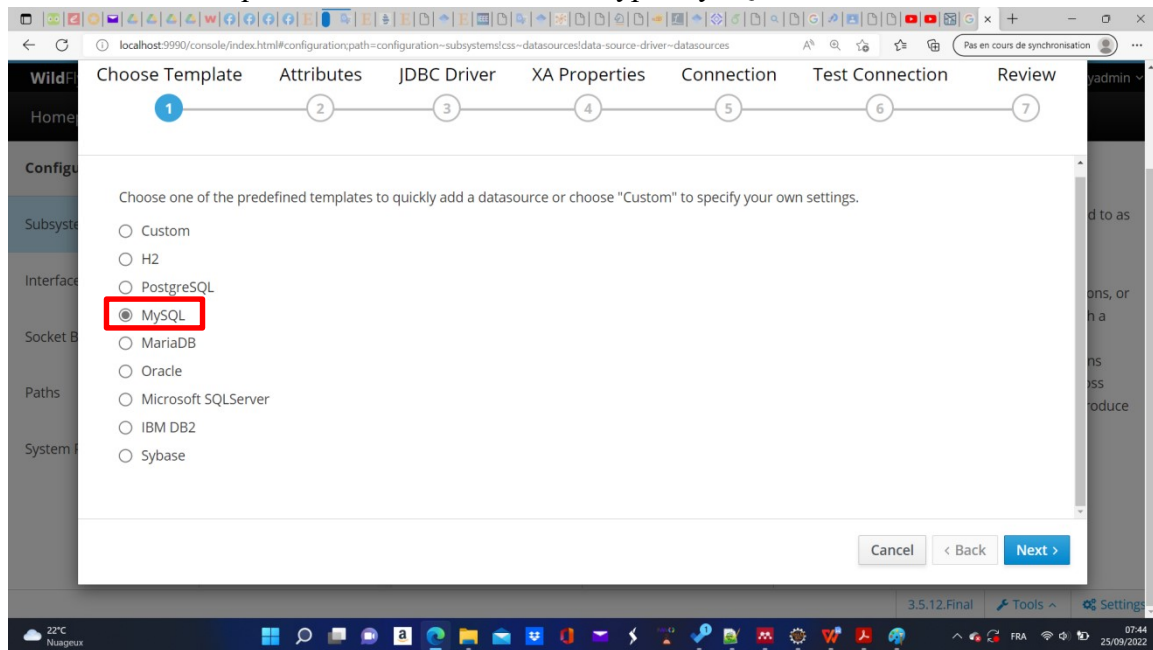 localhost:9990/console/index.html#configuration;path=configuration~subsystems!css~datasources!data-source-driver~datasources
Pas en cours de synchronisation
WildF
yadmin
Home
Choose Template Attributes JDBC Driver XA Properties Connection Test Connection Review
1 2 3 4 5 6 7
Configu
Choose one of the predefined templates to quickly add a datasource or choose "Custom" to specify your own settings.
Subsyste
d to as
Custom
H2
Interface
PostgreSQL
ons, or
MySQL
h a
Socket B
MariaDB
ns
Oracle
oss
Paths
Microsoft SQLServer
roduce
IBM DB2
System
Sybase
Cancel < Back Next >
3.5.12.Final Tools Settings
22°C
Nuageux
FRA
07:44
25/09/2022